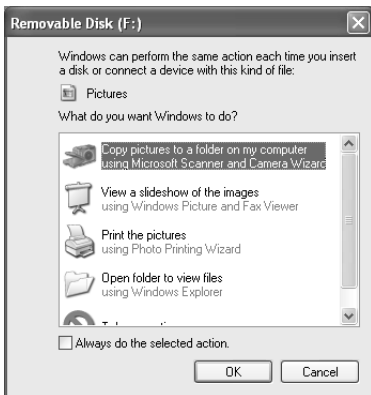 Removable Disk (F:)
Windows can perform the same action each time you insert
a disk or connect a device with this kind of file:
Pictures
What do you want Windows to do?
Copy pictures to a folder on my computer
using Microsoft Scanner and Camera Wizard
View a slideshow of the images
using Windows Picture and Fax Viewer
Print the pictures
using Photo Printing Wizard
Open folder to view files
using Windows Explorer
Always do the selected action.
OK
Cancel